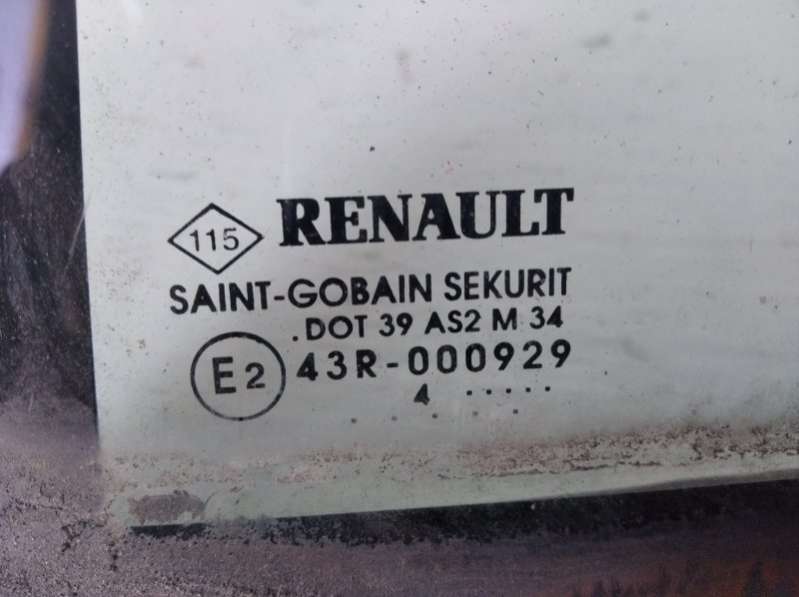 115 RENAULT
SAINT-GOBAIN SEKURIT
.DOT 39 AS2 M 34
E2 43R-000929
4 .....